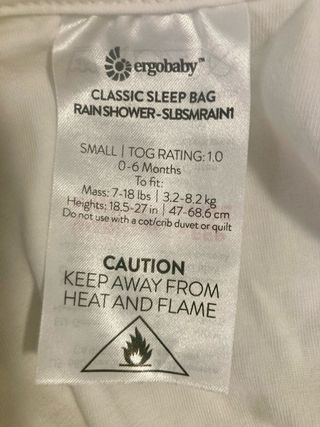 ergobaby™
CLASSIC SLEEP BAG
RAIN SHOWER - SLBSMRAIN1
SMALL | TOG RATING: 1.0
0-6 Months
To fit:
Mass: 7-18 lbs | 3.2-8.2 kg
Heights: 18.5-27 in | 47-68.6 cm
Do not use with a cot/crib duvet or quilt
CAUTION
KEEP AWAY FROM
HEAT AND FLAME